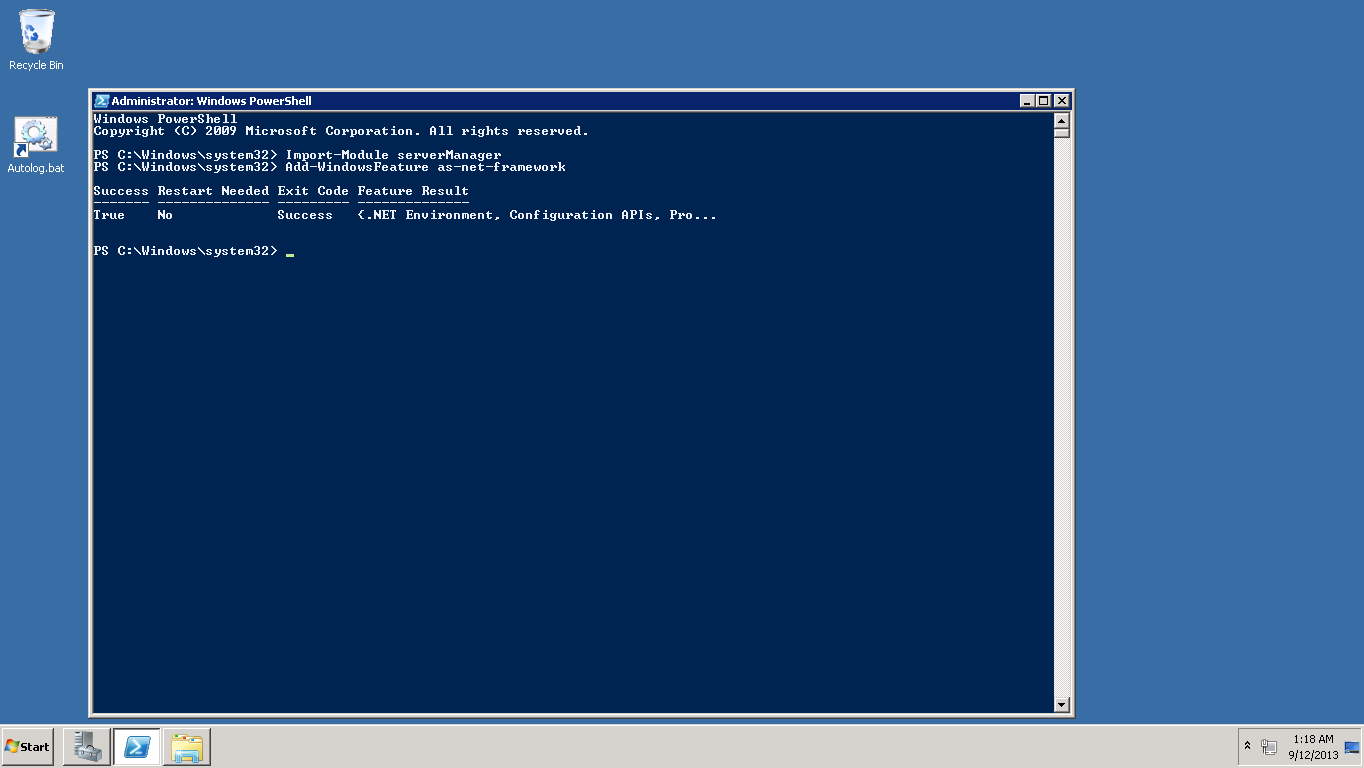 Recycle Bin
Autolog.bat
Administrator: Windows PowerShell
Windows PowerShell
Copyright (C) 2009 Microsoft Corporation. All rights reserved.
PS C:\Windows\system32> Import-Module serverManager
PS C:\Windows\system32> Add-WindowsFeature as-net-framework
Success Restart Needed Exit Code Feature Result
------- -------------- --------- --------------
True    No             Success   {.NET Environment, Configuration APIs, Pro...
PS C:\Windows\system32> _
Start
1:18 AM
9/12/2013